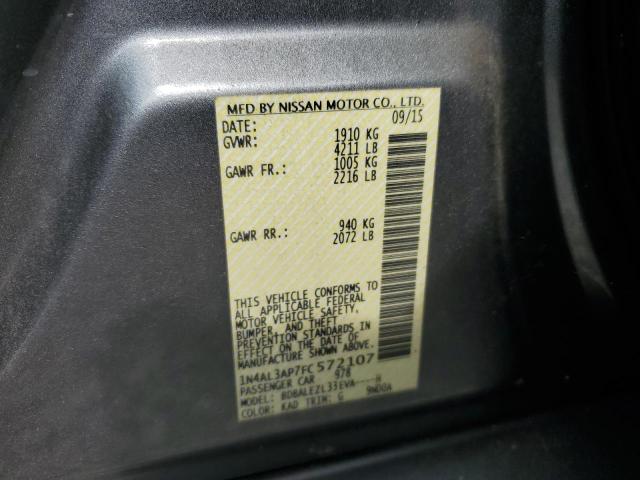 MFD BY NISSAN MOTOR CO., LTD.
DATE: 09/15
GVWR: 1910 KG
4211 LB
GAWR FR.: 1005 KG
2216 LB
GAWR RR.: 940 KG
2072 LB
THIS VEHICLE CONFORMS TO
ALL APPLICABLE FEDERAL
MOTOR VEHICLE SAFETY,
BUMPER, AND THEFT
PREVENTION STANDARDS IN
EFFECT ON THE DATE OF
MANUFACTURE SHOWN ABOVE.
1N4AL3AP7FC572107
PASSENGER CAR 978
MODEL: BDBALEZL33EVA----H
COLOR: KAD TRIM: G 9WD0A